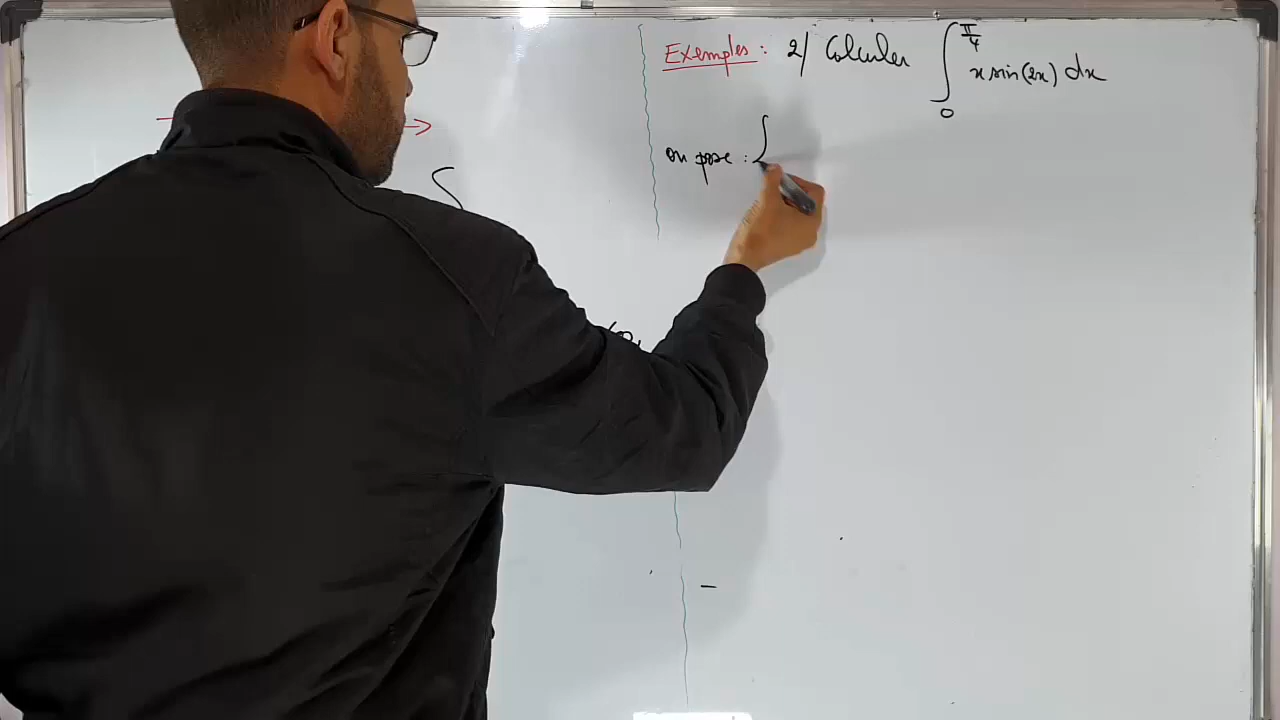 Exemples : 2/ Calculer ∫₀^{π/4} x sin(2x) dx
on pose :